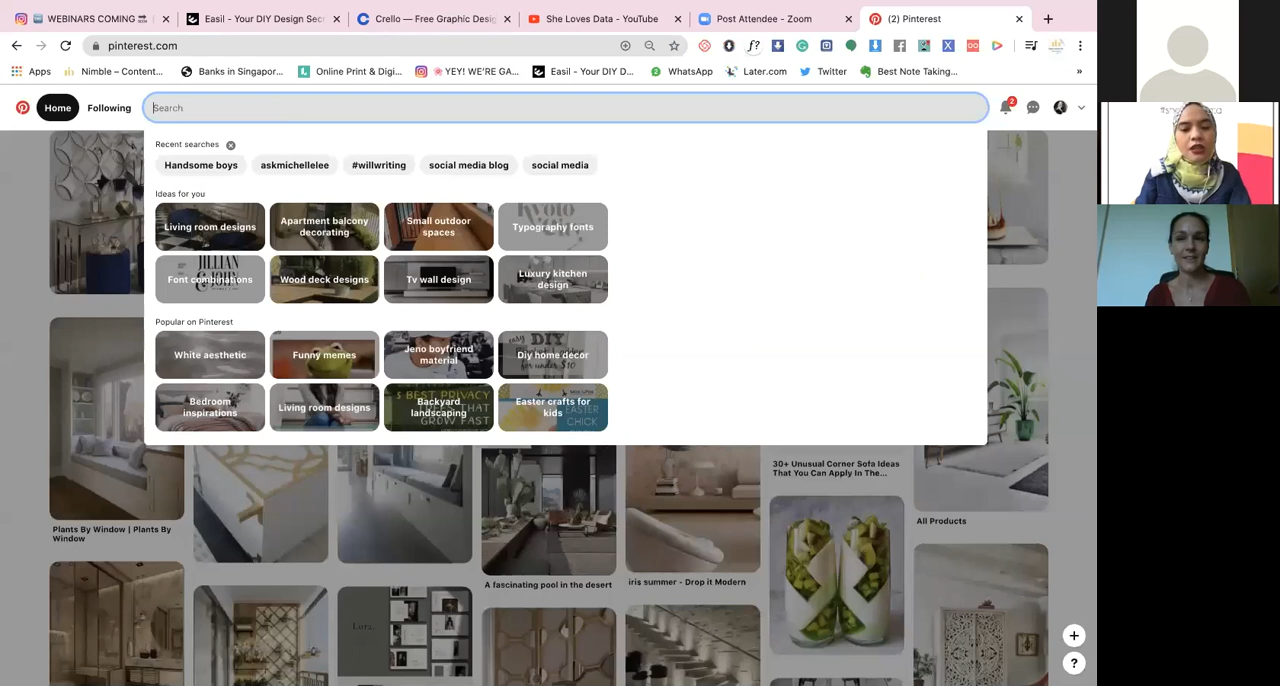 WEBINARS COMING
Easil - Your DIY Design Sec
Crello — Free Graphic Desig
She Loves Data - YouTube
Post Attendee - Zoom
(2) Pinterest
pinterest.com
f?
Apps
Nimble – Content...
Banks in Singapor...
Online Print & Digi...
YEY! WE'RE GA...
Easil - Your DIY D...
WhatsApp
Later.com
Twitter
Best Note Taking...
»
Home
Following
Search
2
Recent searches
Handsome boys
askmichellelee
#willwriting
social media blog
social media
Ideas for you
Living room designs
Apartment balcony
decorating
Small outdoor
spaces
Typography fonts
Font combinations
Wood deck designs
Tv wall design
Luxury kitchen
design
Popular on Pinterest
White aesthetic
Funny memes
Jeno boyfriend
material
Diy home decor
Bedroom
inspirations
Living room designs
Backyard
landscaping
Easter crafts for
kids
Plants By Window | Plants By
Window
A fascinating pool in the desert
iris summer - Drop it Modern
30+ Unusual Corner Sofa Ideas
That You Can Apply In The...
All Products
+
?